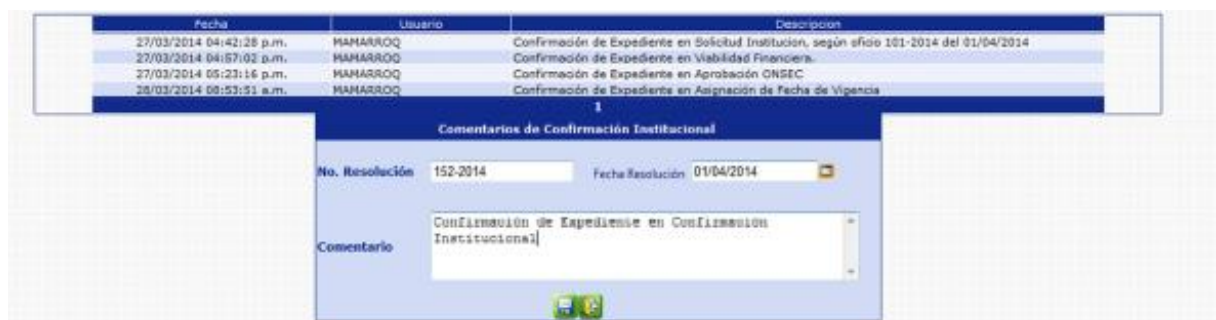 Fecha Usuario Descripcion
27/03/2014 04:42:28 p.m. MAMARROQ Confirmación de Expediente en Solicitud Institucion, según oficio 101-2014 del 01/04/2014
27/03/2014 04:57:02 p.m. MAMARROQ Confirmación de Expediente en Viabilidad Financiera.
27/03/2014 05:23:16 p.m. MAMARROQ Confirmación de Expediente en Aprobación ONSEC
28/03/2014 08:53:51 a.m. MAMARROQ Confirmación de Expediente en Asignación de Fecha de Vigencia
1
Comentarios de Confirmación Institucional
No. Resolución 152-2014 Fecha Resolución 01/04/2014
Comentario
Confirmación de Expediente en Confirmación
Institucional